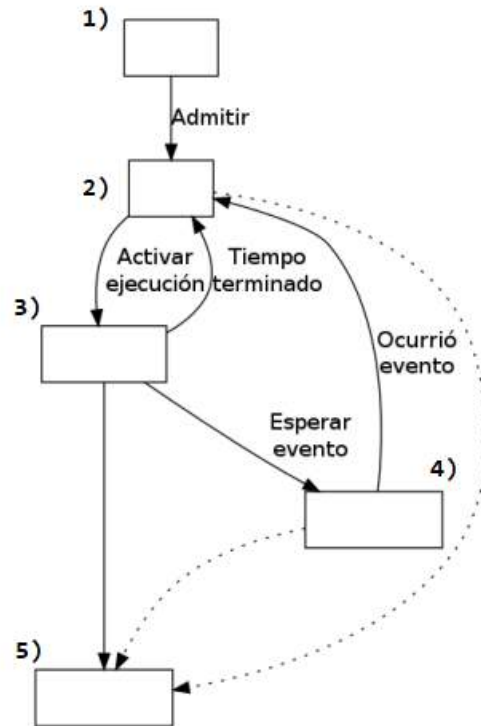 1)
Admitir
2)
Activar
ejecución
Tiempo
terminado
3)
Ocurrió
evento
Esperar
evento
4)
5)